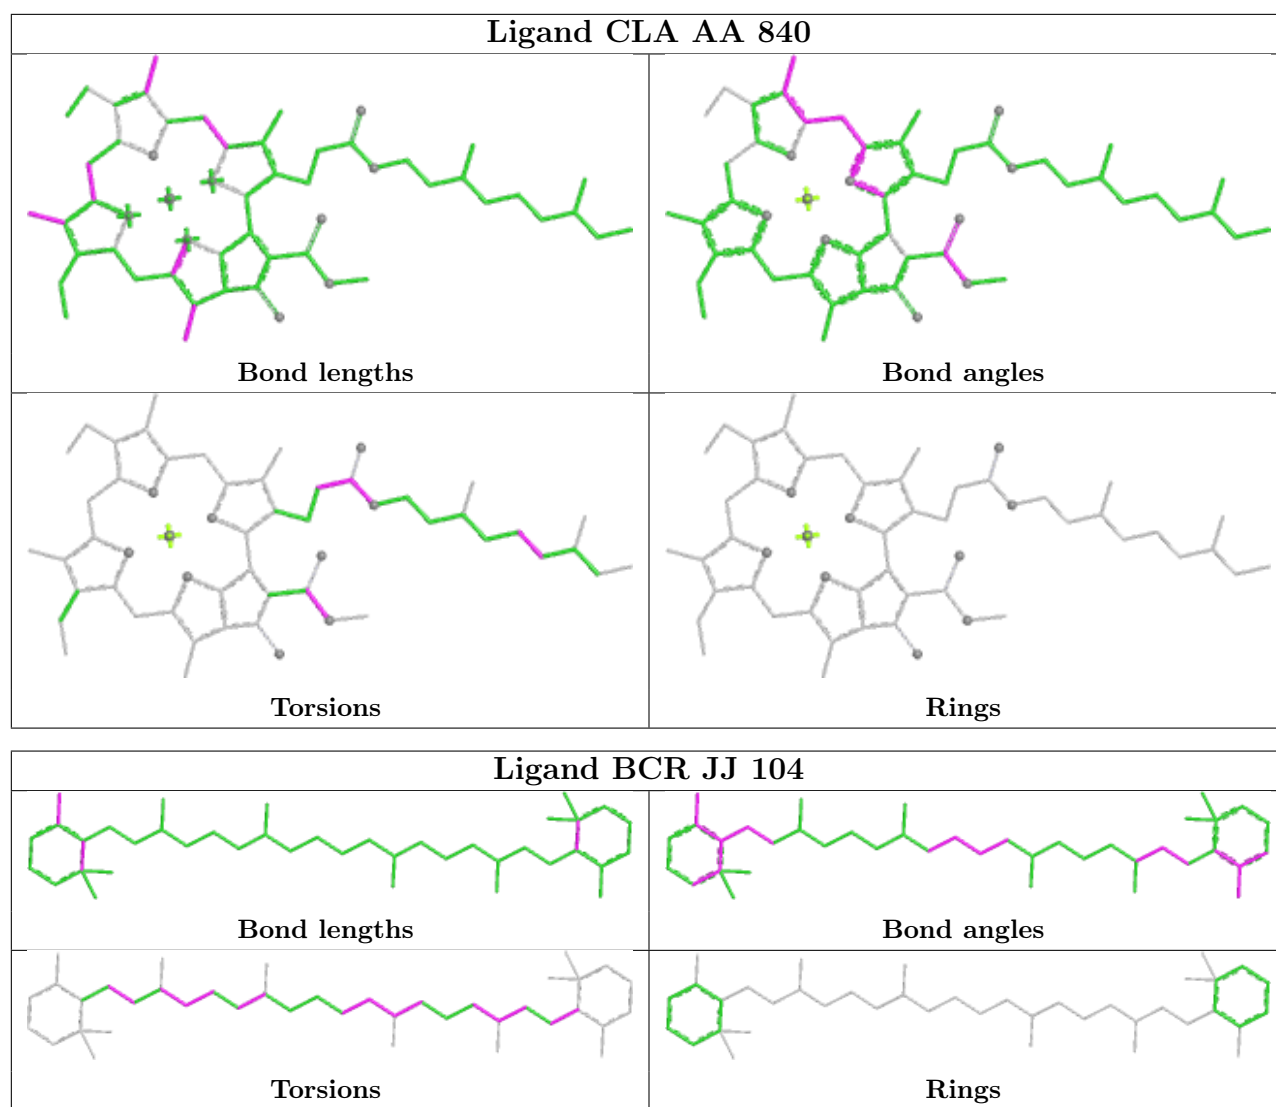 Ligand CLA AA 840
Bond lengths
Bond angles
Torsions
Rings
Ligand BCR JJ 104
Bond lengths
Bond angles
Torsions
Rings